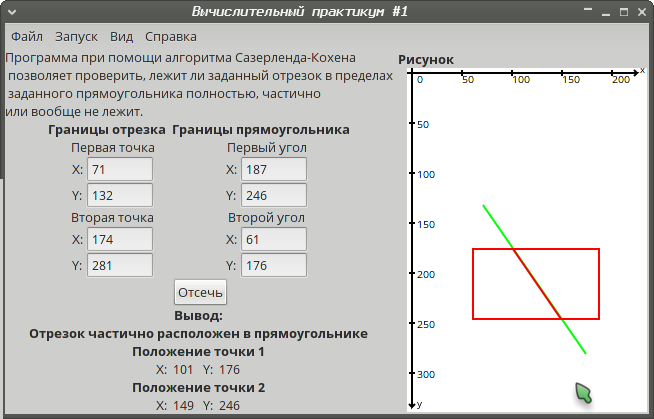 Вычислительный практикум #1
Файл Запуск Вид Справка
Программа при помощи алгоритма Сазерленда-Кохена
позволяет проверить, лежит ли заданный отрезок в пределах
заданного прямоугольника полностью, частично
или вообще не лежит.
Границы отрезка Границы прямоугольника
Первая точка Первый угол
X: 71 X: 187
Y: 132 Y: 246
Вторая точка Второй угол
X: 174 X: 61
Y: 281 Y: 176
Отсечь
Вывод:
Отрезок частично расположен в прямоугольнике
Положение точки 1
X: 101 Y: 176
Положение точки 2
X: 149 Y: 246
Рисунок
x
0 50 100 150 200
50
100
150
200
250
300
y